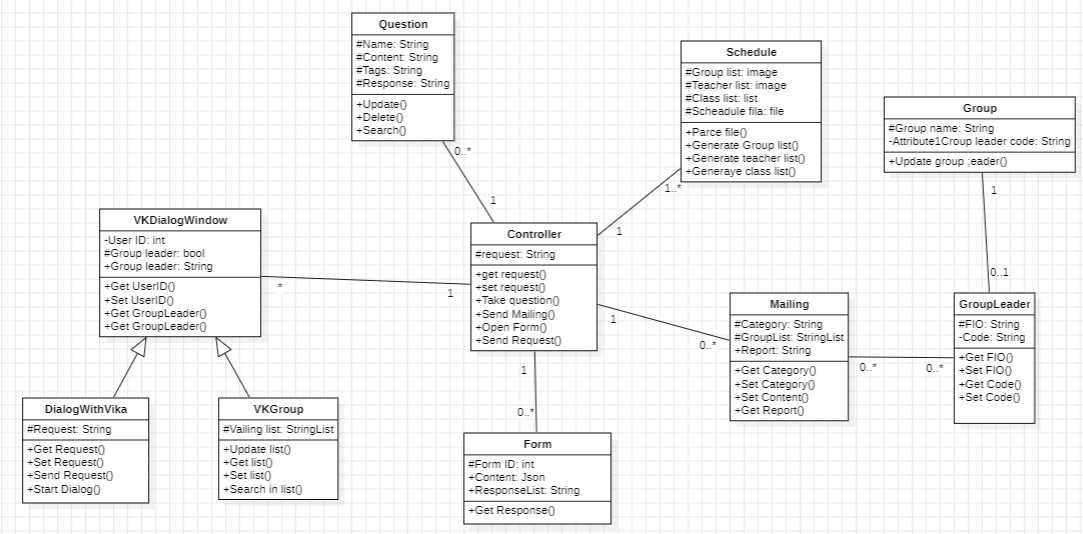 Question
#Name: String
#Content: String
#Tags: String
#Response: String
+Update()
+Delete()
+Search()
0..*
1
Schedule
#Group list: image
#Teacher list: image
#Class list: list
#Scheadule fila: file
+Parce file()
+Generate Group list()
+Generate teacher list()
+Generaye class list()
1..*
1
Group
#Group name: String
-Attribute1Croup leader code: String
+Update group ;eader()
1
0..1
VKDialogWindow
-User ID: int
#Group leader: bool
+Group leader: String
+Get UserID()
+Set UserID()
+Get GroupLeader()
+Get GroupLeader()
*
1
Controller
#request: String
+get request()
+set request()
+Take question()
+Send Mailing()
+Open Form()
+Send Request()
1
0..*
Mailing
#Category: String
#GroupList: StringList
+Report: String
+Get Category()
+Set Category()
+Set Content()
+Get Report()
0..*
0..*
GroupLeader
#FIO: String
-Code: String
+Get FIO()
+Set FIO()
+Get Code()
+Set Code()
DialogWithVika
#Request: String
+Get Request()
+Set Request()
+Send Request()
+Start Dialog()
VKGroup
#Vailing list: StringList
+Update list()
+Get list()
+Set list()
+Search in list()
1
0..*
Form
#Form ID: int
+Content: Json
+ResponseList: String
+Get Response()